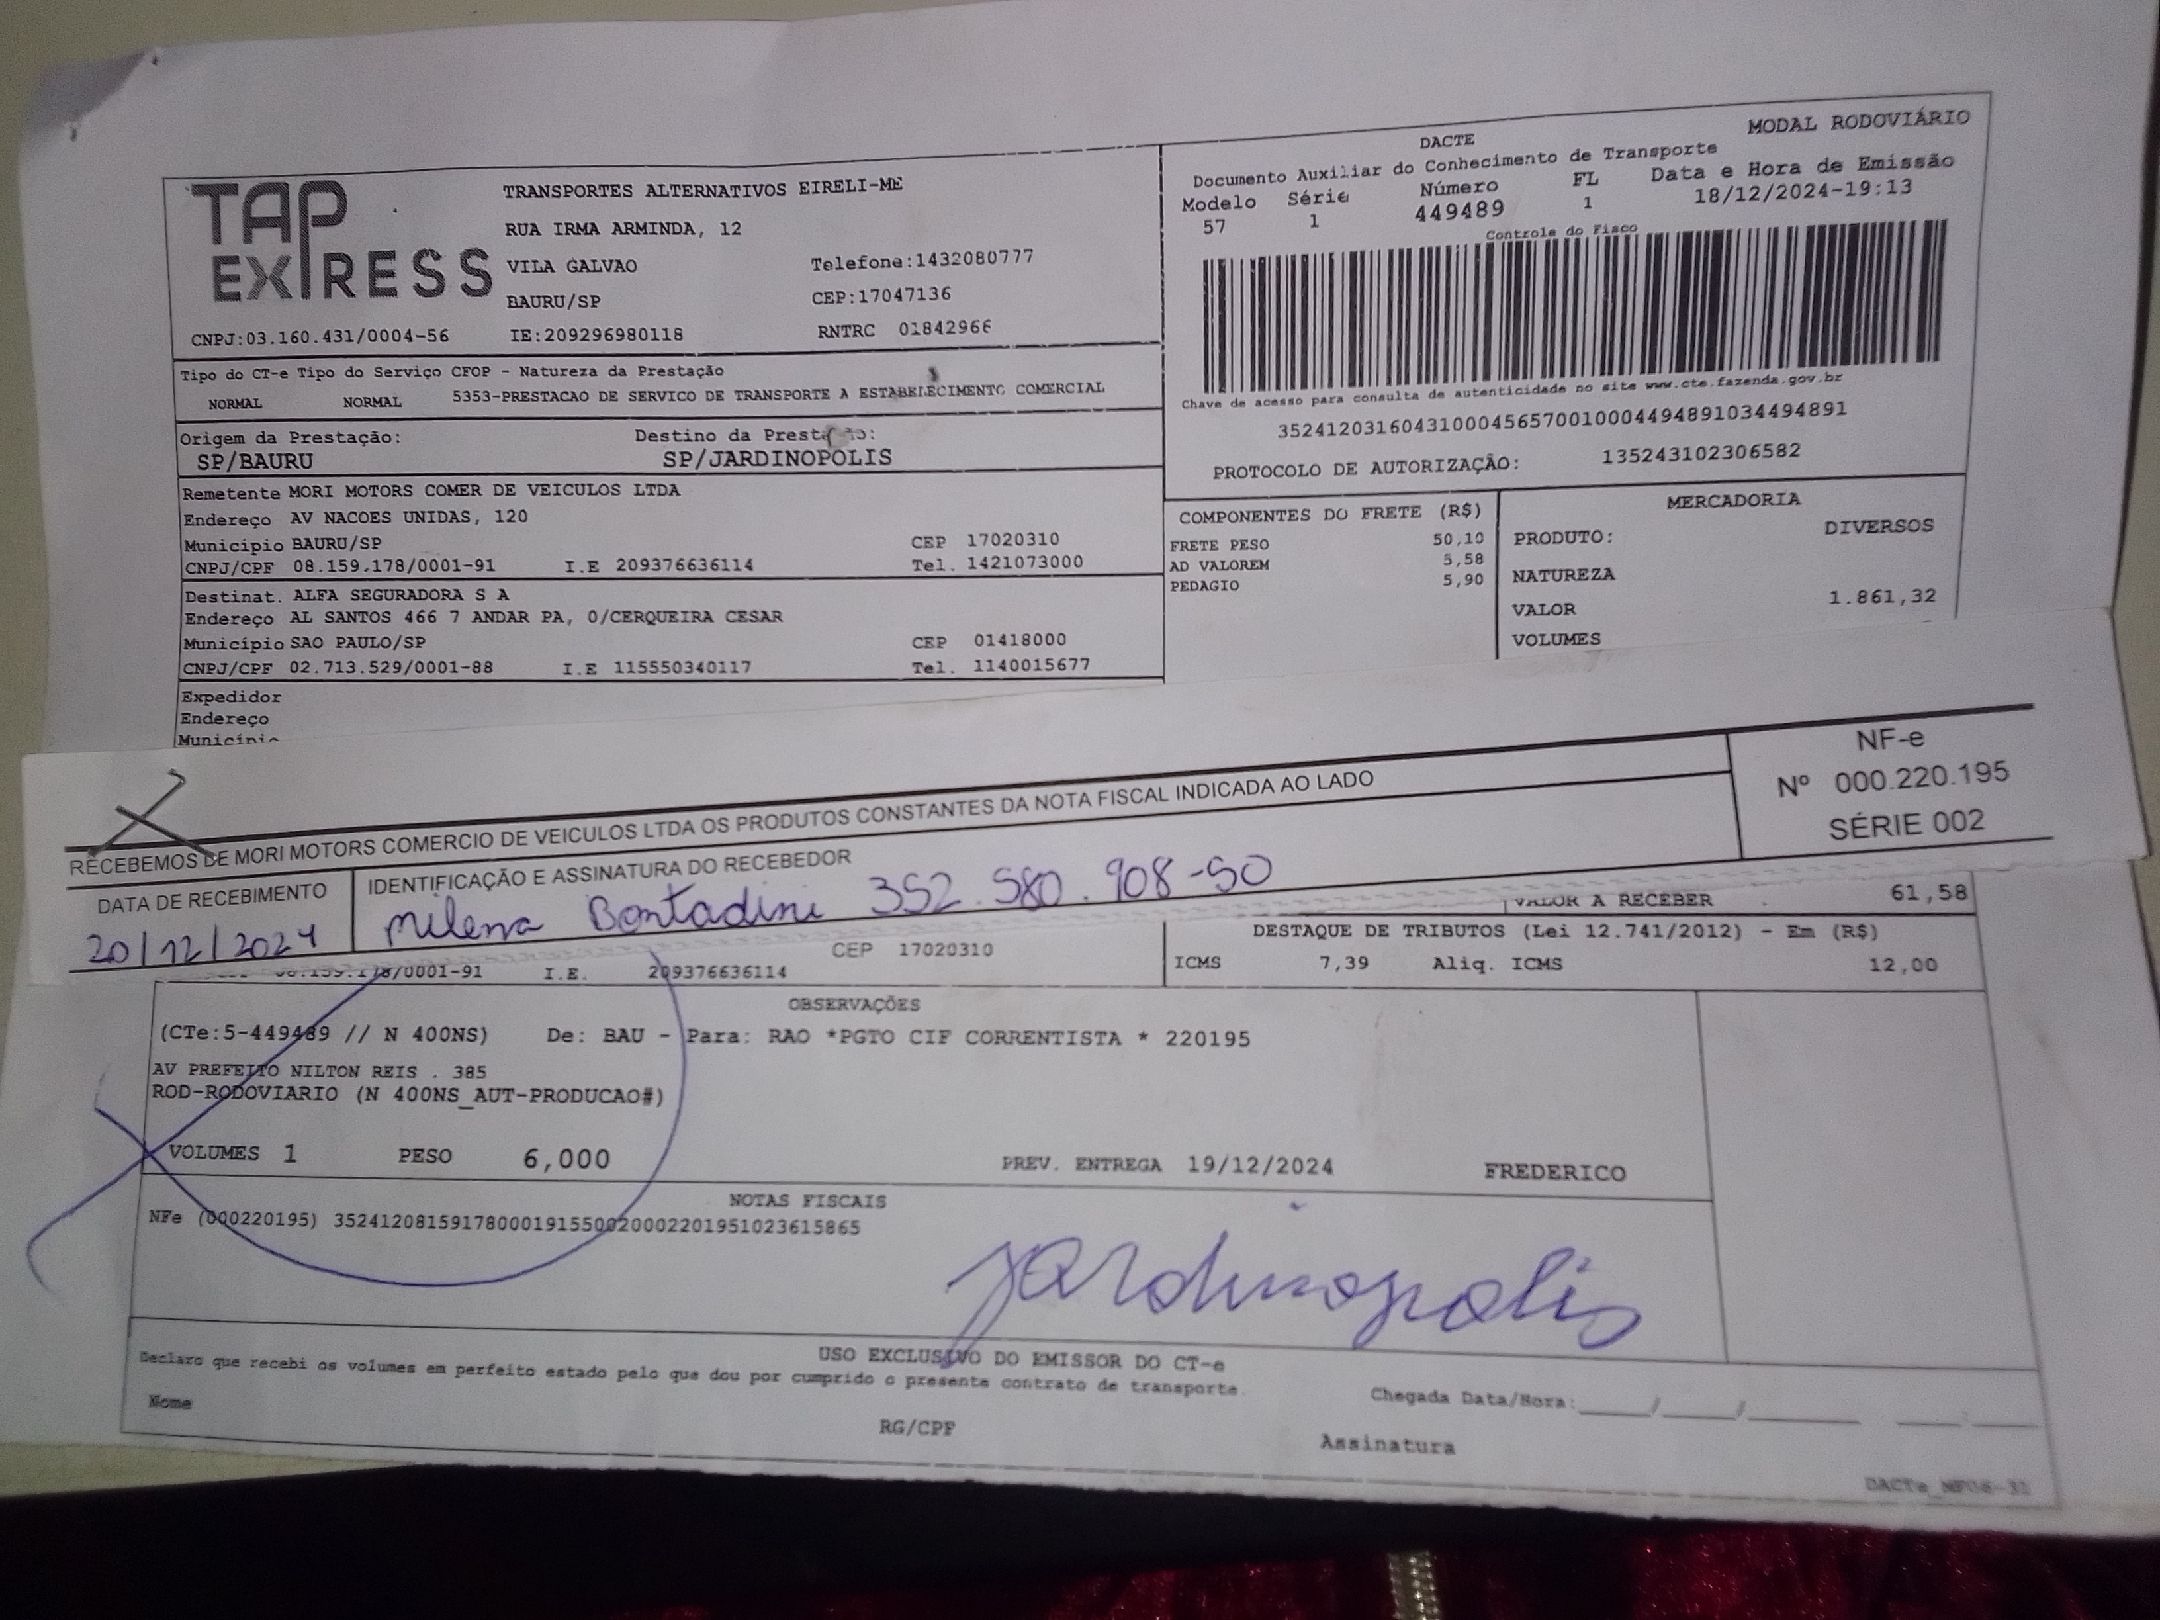 TAP EXPRESS
TRANSPORTES ALTERNATIVOS EIRELI-ME
RUA IRMA ARMINDA, 12
VILA GALVAO Telefone:1432080777
BAURU/SP CEP:17047136
CNPJ:03.160.431/0004-56 IE:209296980118 RNTRC 01842966
MODAL RODOVIÁRIO
DACTE
Documento Auxiliar do Conhecimento de Transporte
Modelo Série Número FL Data e Hora de Emissão
57 1 449489 1 18/12/2024-19:13
Controle do Fisco
Chave de acesso para consulta de autenticidade no site www.cte.fazenda.gov.br
35241203160431000456570010004494891034494891
PROTOCOLO DE AUTORIZAÇÃO: 135243102306582
Tipo do CT-e Tipo do Serviço CFOP - Natureza da Prestação
NORMAL NORMAL 5353-PRESTACAO DE SERVICO DE TRANSPORTE A ESTABELECIMENTO COMERCIAL
Origem da Prestação: Destino da Prestação:
SP/BAURU SP/JARDINOPOLIS
Remetente MORI MOTORS COMER DE VEICULOS LTDA
Endereço AV NACOES UNIDAS, 120
Município BAURU/SP CEP 17020310
CNPJ/CPF 08.159.178/0001-91 I.E 209376636114 Tel. 1421073000
Destinat. ALFA SEGURADORA S A
Endereço AL SANTOS 466 7 ANDAR PA, 0/CERQUEIRA CESAR
Município SAO PAULO/SP CEP 01418000
CNPJ/CPF 02.713.529/0001-88 I.E 115550340117 Tel. 1140015677
Expedidor
Endereço
Município
COMPONENTES DO FRETE (R$)
FRETE PESO 50,10
AD VALOREM 5,58
PEDAGIO 5,90
MERCADORIA
PRODUTO: DIVERSOS
NATUREZA
VALOR 1.861,32
VOLUMES
RECEBEMOS DE MORI MOTORS COMERCIO DE VEICULOS LTDA OS PRODUTOS CONSTANTES DA NOTA FISCAL INDICADA AO LADO
NF-e
Nº 000.220.195
SÉRIE 002
DATA DE RECEBIMENTO IDENTIFICAÇÃO E ASSINATURA DO RECEBEDOR
20/12/2024 Milena Bontadini 352.580.908-50
VALOR A RECEBER 61,58
CEP 17020310
08.159.178/0001-91 I.E. 209376636114
DESTAQUE DE TRIBUTOS (Lei 12.741/2012) - Em (R$)
ICMS 7,39 Aliq. ICMS 12,00
OBSERVAÇÕES
(CTe:5-449489 // N 400NS) De: BAU - Para: RAO *PGTO CIF CORRENTISTA * 220195
AV PREFEITO NILTON REIS . 385
ROD-RODOVIARIO (N 400NS_AUT-PRODUCAO#)
VOLUMES 1 PESO 6,000 PREV. ENTREGA 19/12/2024 FREDERICO
NOTAS FISCAIS
NFe (000220195) 35241208159178000191550020002201951023615865
Jardinopolis
USO EXCLUSIVO DO EMISSOR DO CT-e
Declaro que recebi os volumes em perfeito estado pelo que dou por cumprido o presente contrato de transporte.
Nome RG/CPF Assinatura
Chegada Data/Hora:____/____/________ ____:____